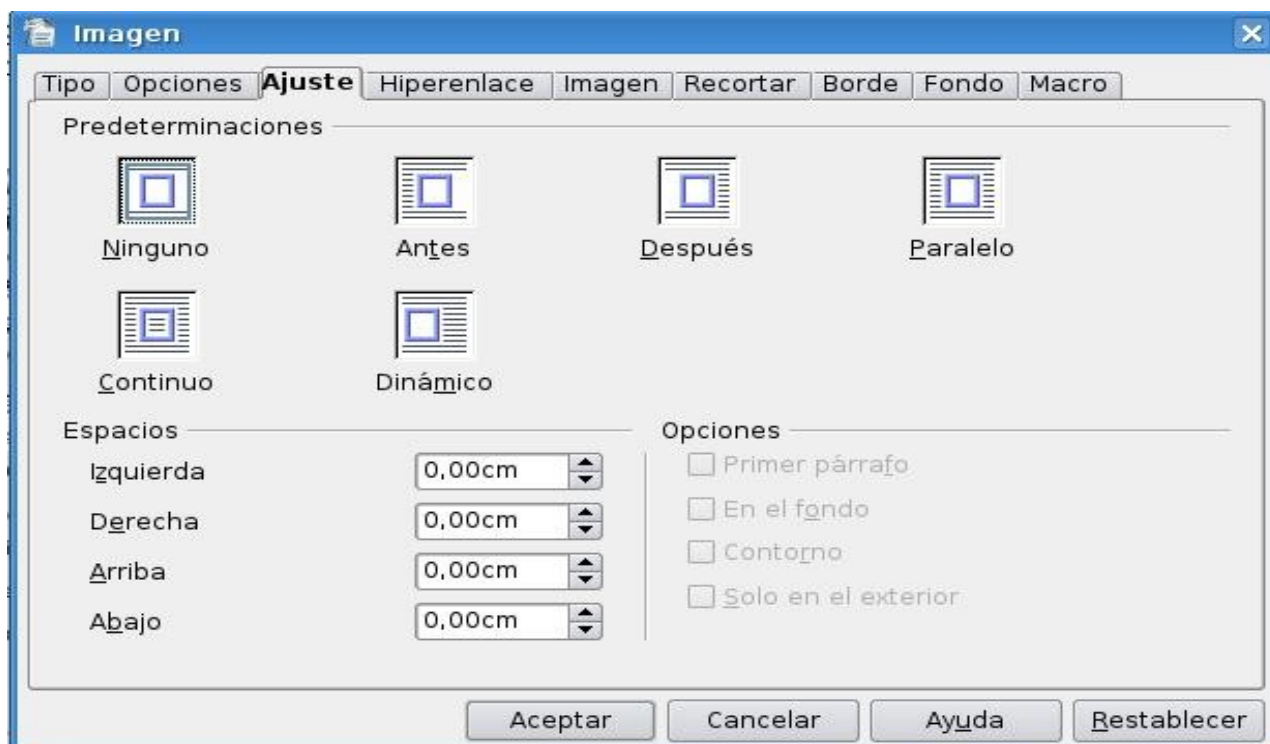 Imagen
Tipo Opciones Ajuste Hiperenlace Imagen Recortar Borde Fondo Macro
Predeterminaciones
Ninguno Antes Después Paralelo
Continuo Dinámico
Espacios Opciones
Izquierda 0,00cm Primer párrafo
Derecha 0,00cm En el fondo
Arriba 0,00cm Contorno
Abajo 0,00cm Solo en el exterior
Aceptar Cancelar Ayuda Restablecer